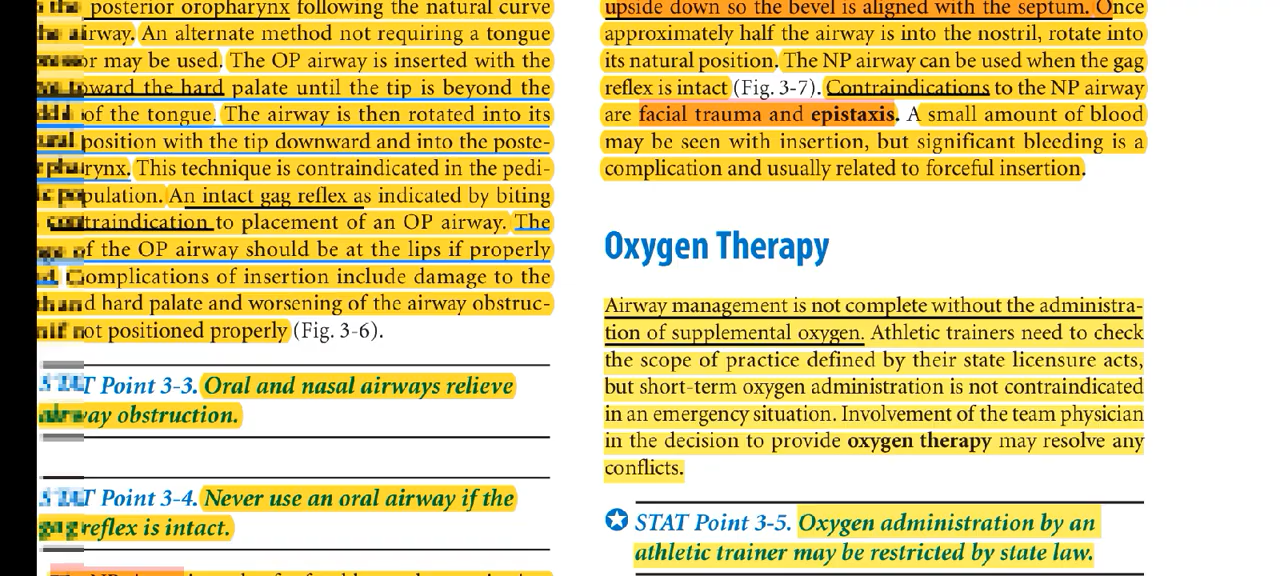 posterior oropharynx following the natural curve
airway. An alternate method not requiring a tongue
or may be used. The OP airway is inserted with the
toward the hard palate until the tip is beyond the
of the tongue. The airway is then rotated into its
position with the tip downward and into the poste-
rynx. This technique is contraindicated in the pedi-
pulation. An intact gag reflex as indicated by biting
traindication to placement of an OP airway. The
of the OP airway should be at the lips if properly
Complications of insertion include damage to the
and hard palate and worsening of the airway obstruc-
not positioned properly (Fig. 3-6).
STAT Point 3-3. Oral and nasal airways relieve
airway obstruction.
STAT Point 3-4. Never use an oral airway if the
gag reflex is intact.
upside down so the bevel is aligned with the septum. Once
approximately half the airway is into the nostril, rotate into
its natural position. The NP airway can be used when the gag
reflex is intact (Fig. 3-7). Contraindications to the NP airway
are facial trauma and epistaxis. A small amount of blood
may be seen with insertion, but significant bleeding is a
complication and usually related to forceful insertion.
Oxygen Therapy
Airway management is not complete without the administra-
tion of supplemental oxygen. Athletic trainers need to check
the scope of practice defined by their state licensure acts,
but short-term oxygen administration is not contraindicated
in an emergency situation. Involvement of the team physician
in the decision to provide oxygen therapy may resolve any
conflicts.
STAT Point 3-5. Oxygen administration by an
athletic trainer may be restricted by state law.